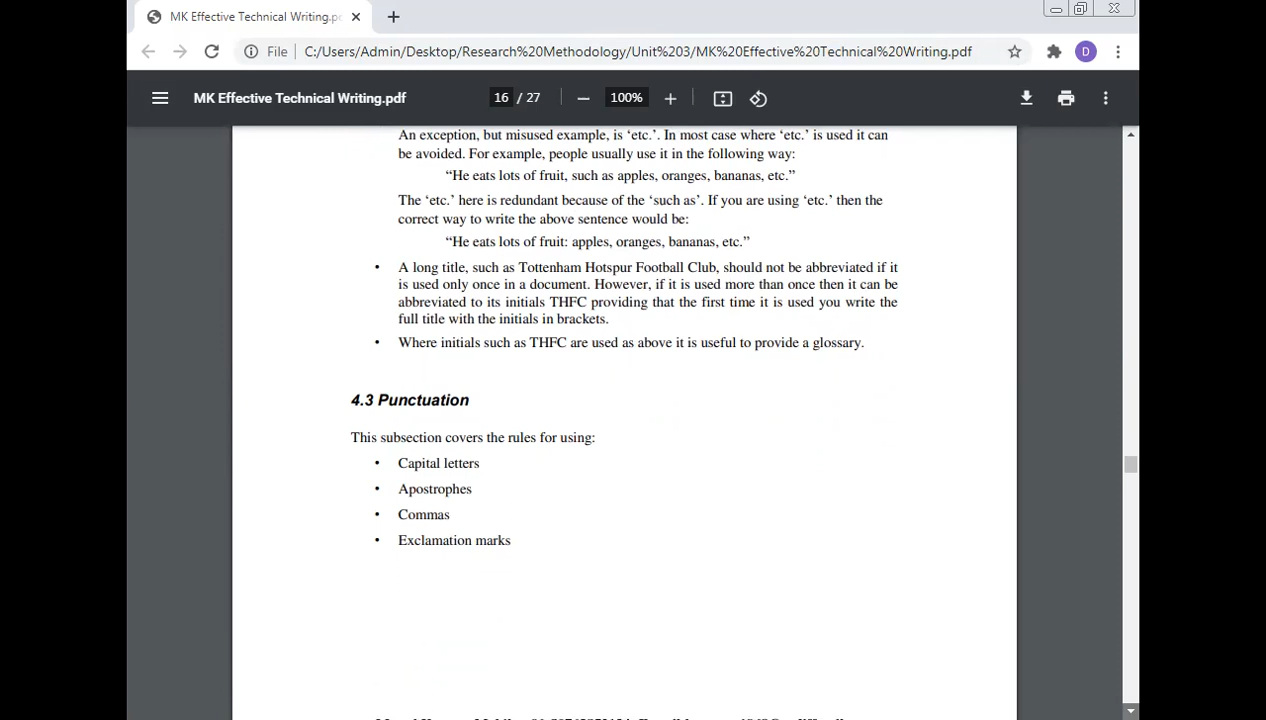 MK Effective Technical Writing.p
File C:/Users/Admin/Desktop/Research%20Methodology/Unit%203/MK%20Effective%20Technical%20Writing.pdf
D
MK Effective Technical Writing.pdf
16 / 27
100%
An exception, but misused example, is ‘etc.’. In most case where ‘etc.’ is used it can
be avoided. For example, people usually use it in the following way:
“He eats lots of fruit, such as apples, oranges, bananas, etc.”
The ‘etc.’ here is redundant because of the ‘such as’. If you are using ‘etc.’ then the
correct way to write the above sentence would be:
“He eats lots of fruit: apples, oranges, bananas, etc.”
• A long title, such as Tottenham Hotspur Football Club, should not be abbreviated if it
is used only once in a document. However, if it is used more than once then it can be
abbreviated to its initials THFC providing that the first time it is used you write the
full title with the initials in brackets.
• Where initials such as THFC are used as above it is useful to provide a glossary.
4.3 Punctuation
This subsection covers the rules for using:
• Capital letters
• Apostrophes
• Commas
• Exclamation marks